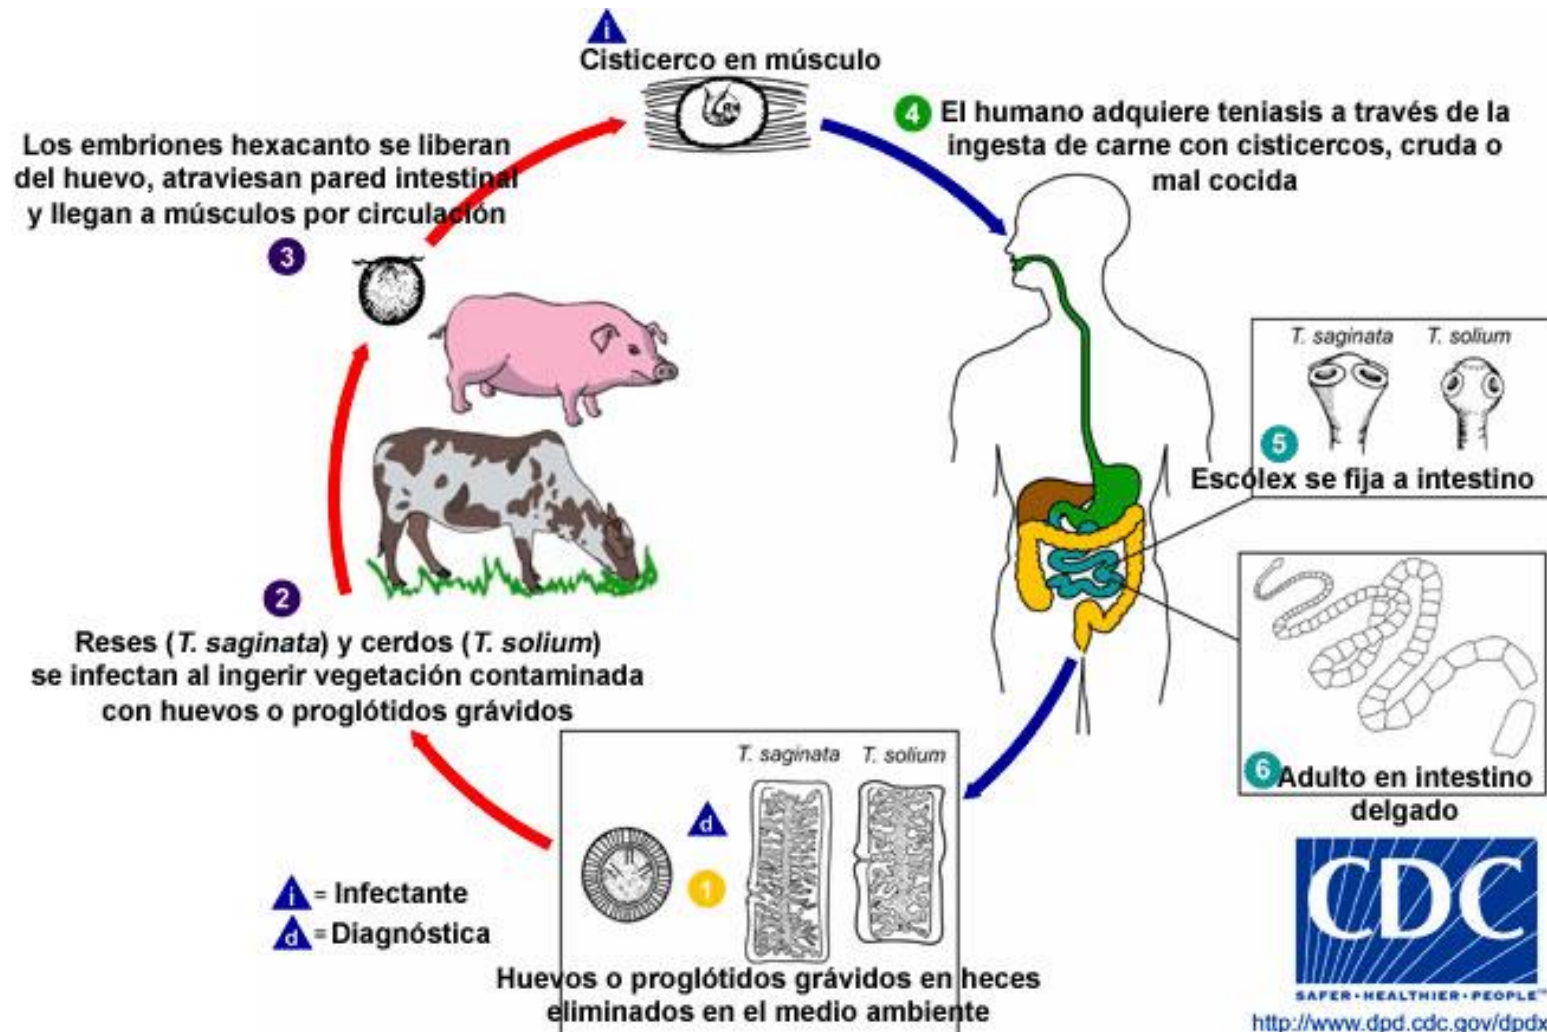 i
Cisticerco en músculo
4 El humano adquiere teniasis a través de la
ingesta de carne con cisticercos, cruda o
mal cocida
Los embriones hexacanto se liberan
del huevo, atraviesan pared intestinal
y llegan a músculos por circulación
3
T. saginata T. solium
5
Escólex se fija a intestino
2
Reses (T. saginata) y cerdos (T. solium)
se infectan al ingerir vegetación contaminada
con huevos o proglótidos grávidos
6 Adulto en intestino
delgado
T. saginata T. solium
d
1
i = Infectante
d = Diagnóstica
Huevos o proglótidos grávidos en heces
eliminados en el medio ambiente
CDC
SAFER·HEALTHIER·PEOPLE™
http://www.dpd.cdc.gov/dpdx